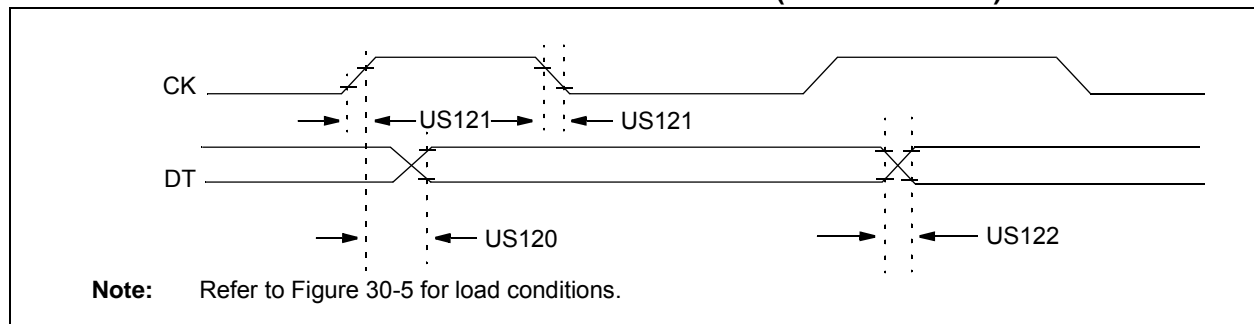 CK
US121 US121
DT
US120 US122
Note: Refer to Figure 30-5 for load conditions.